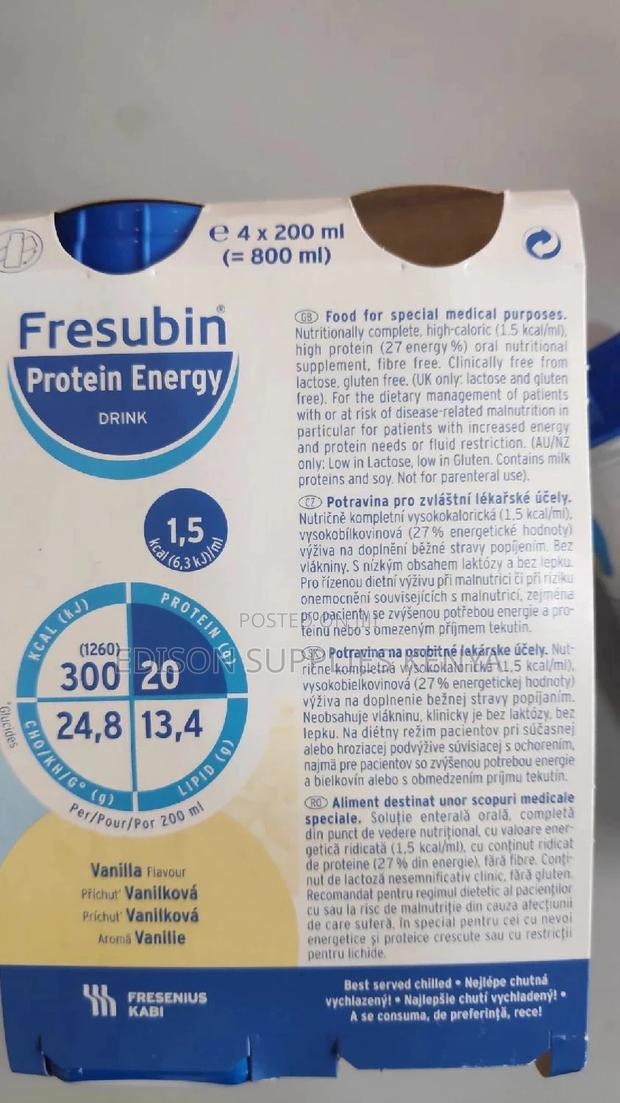 ℮ 4 x 200 ml
(= 800 ml)
Fresubin®
Protein Energy
DRINK
1,5
kcal (6,3 kJ)/ml
KCAL (kJ)
PROTEIN (g)
(1260)
300
20
24,8
13,4
CHO/KH/G* (g)
LIPID (g)
*Glucides
Per/Pour/Por 200 ml
Vanilla Flavour
Příchuť Vanilková
Príchuť Vanilková
Aromă Vanilie
FRESENIUS
KABI
GB Food for special medical purposes.
Nutritionally complete, high-caloric (1.5 kcal/ml),
high protein (27 energy %) oral nutritional
supplement, fibre free. Clinically free from
lactose, gluten free. (UK only: lactose and gluten
free). For the dietary management of patients
with or at risk of disease-related malnutrition in
particular for patients with increased energy
and protein needs or fluid restriction. (AU/NZ
only: Low in Lactose, low in Gluten. Contains milk
proteins and soy. Not for parenteral use).
CZ Potravina pro zvláštní lékařské účely.
Nutričně kompletní vysokokalorická (1,5 kcal/ml),
vysokobílkovinová (27 % energetické hodnoty)
výživa na doplnění běžné stravy popíjením. Bez
vlákniny. S nízkým obsahem laktózy a bez lepku.
Pro řízenou dietní výživu při malnutrici či při riziku
onemocnění souvisejících s malnutricí, zejména
pro pacienty se zvýšenou potřebou energie a pro-
teinu nebo s omezeným příjmem tekutin.
SK Potravina na osobitné lekárske účely. Nut-
rične kompletná vysokokalorická (1,5 kcal/ml),
vysokobielkovinová (27 % energetickej hodnoty)
výživa na doplnenie bežnej stravy popíjaním.
Neobsahuje vlákninu, klinicky je bez laktózy, bez
lepku. Na diétny režim pacientov pri súčasnej
alebo hroziacej podvýžive súvisiacej s ochorením,
najmä pre pacientov so zvýšenou potrebou energie
a bielkovín alebo s obmedzením príjmu tekutín.
RO Aliment destinat unor scopuri medicale
speciale. Soluție enterală orală, completă
din punct de vedere nutrițional, cu valoare ener-
getică ridicată (1,5 kcal/ml), cu conținut ridicat
de proteine (27 % din energie), fără fibre. Conți-
nut de lactoză nesemnificativ clinic, fără gluten.
Recomandat pentru regimul dietetic al pacienților
cu sau la risc de malnutriție din cauza afecțiunii
de care suferă, în special pentru cei cu nevoi
energetice și proteice crescute sau cu restricții
pentru lichide.
Best served chilled • Nejlépe chutná
vychlazený! • Najlepšie chutí vychladený! •
A se consuma, de preferință, rece!
POSTED ON
EDISON SUPPLIES KENYA